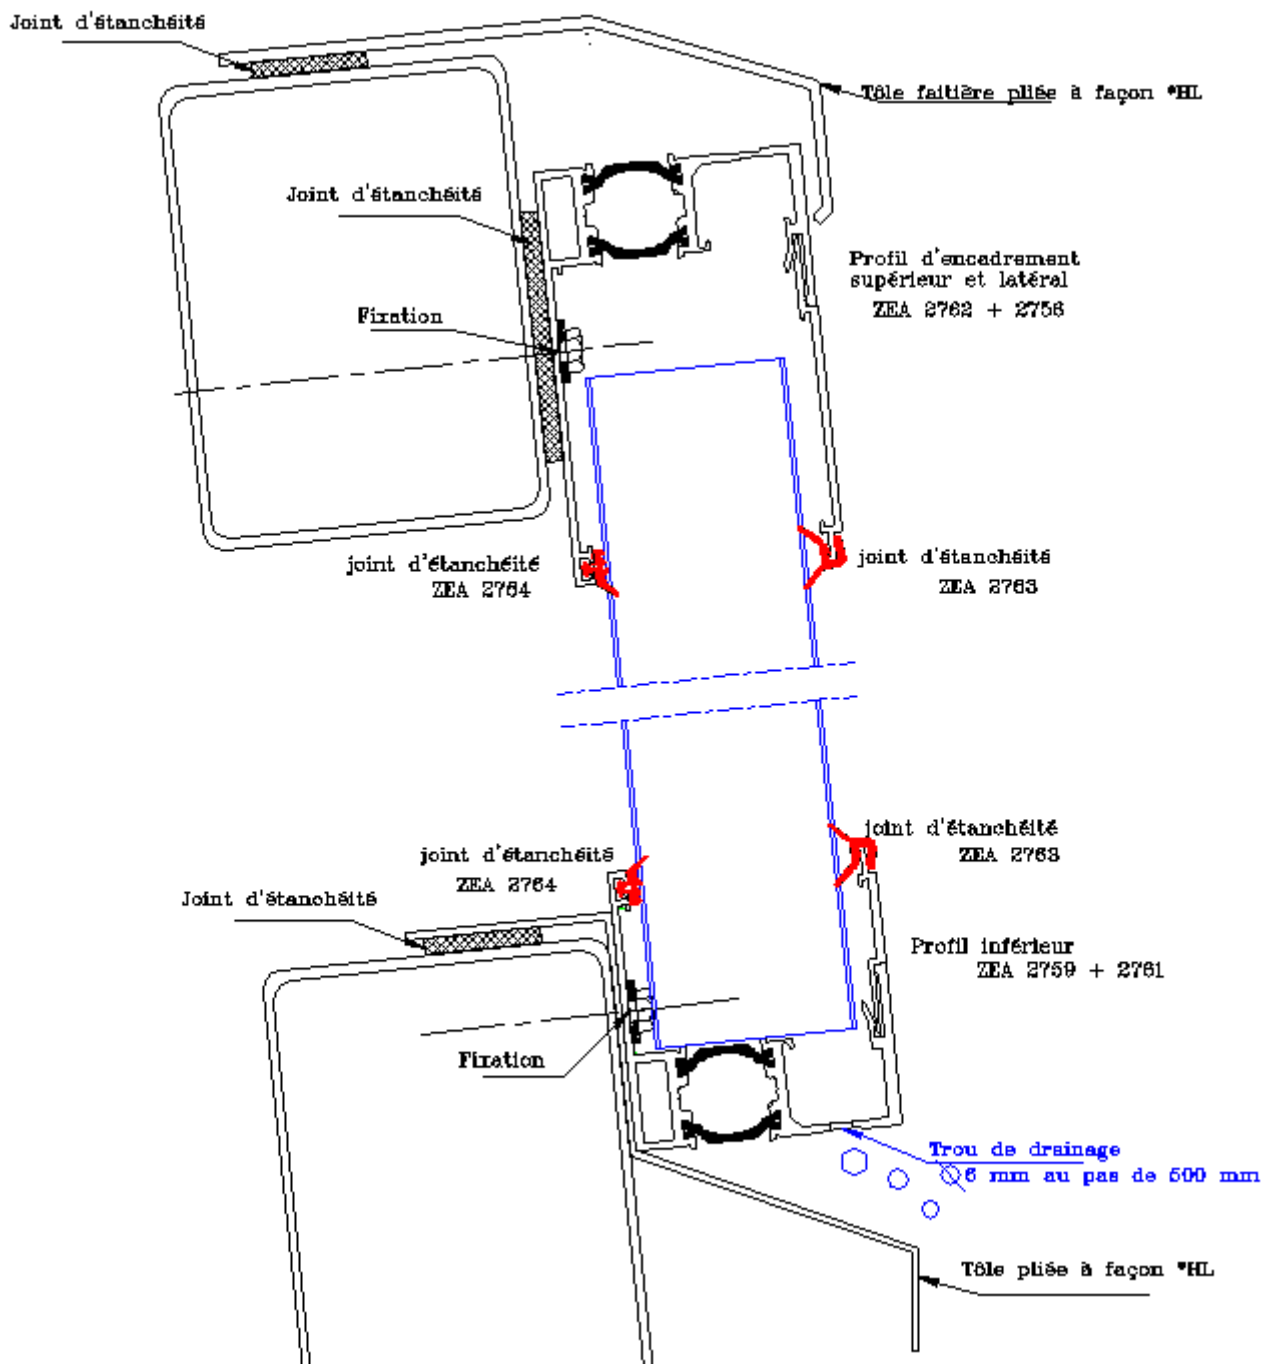 Joint d'étanchéité
Tôle faitière pliée à façon *HL
Joint d'étanchéité
Profil d'encadrement
supérieur et latéral
ZEA 2762 + 2756
Fixation
joint d'étanchéité
ZEA 2764
joint d'étanchéité
ZEA 2763
joint d'étanchéité
ZEA 2763
joint d'étanchéité
ZEA 2764
Joint d'étanchéité
Profil inférieur
ZEA 2759 + 2761
Fixation
Trou de drainage
∅6 mm au pas de 500 mm
Tôle pliée à façon *HL